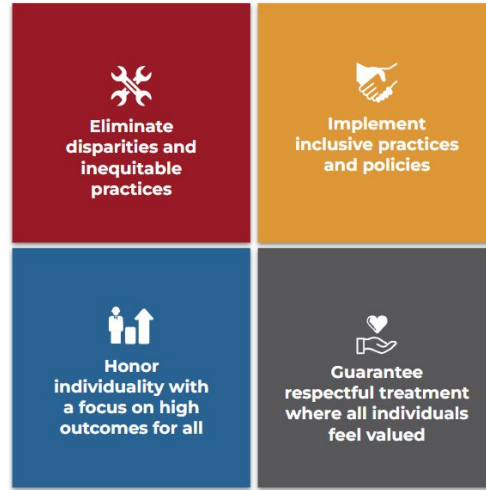 Eliminate
disparities and
inequitable
practices
Implement
inclusive practices
and policies
Honor
individuality with
a focus on high
outcomes for all
Guarantee
respectful treatment
where all individuals
feel valued